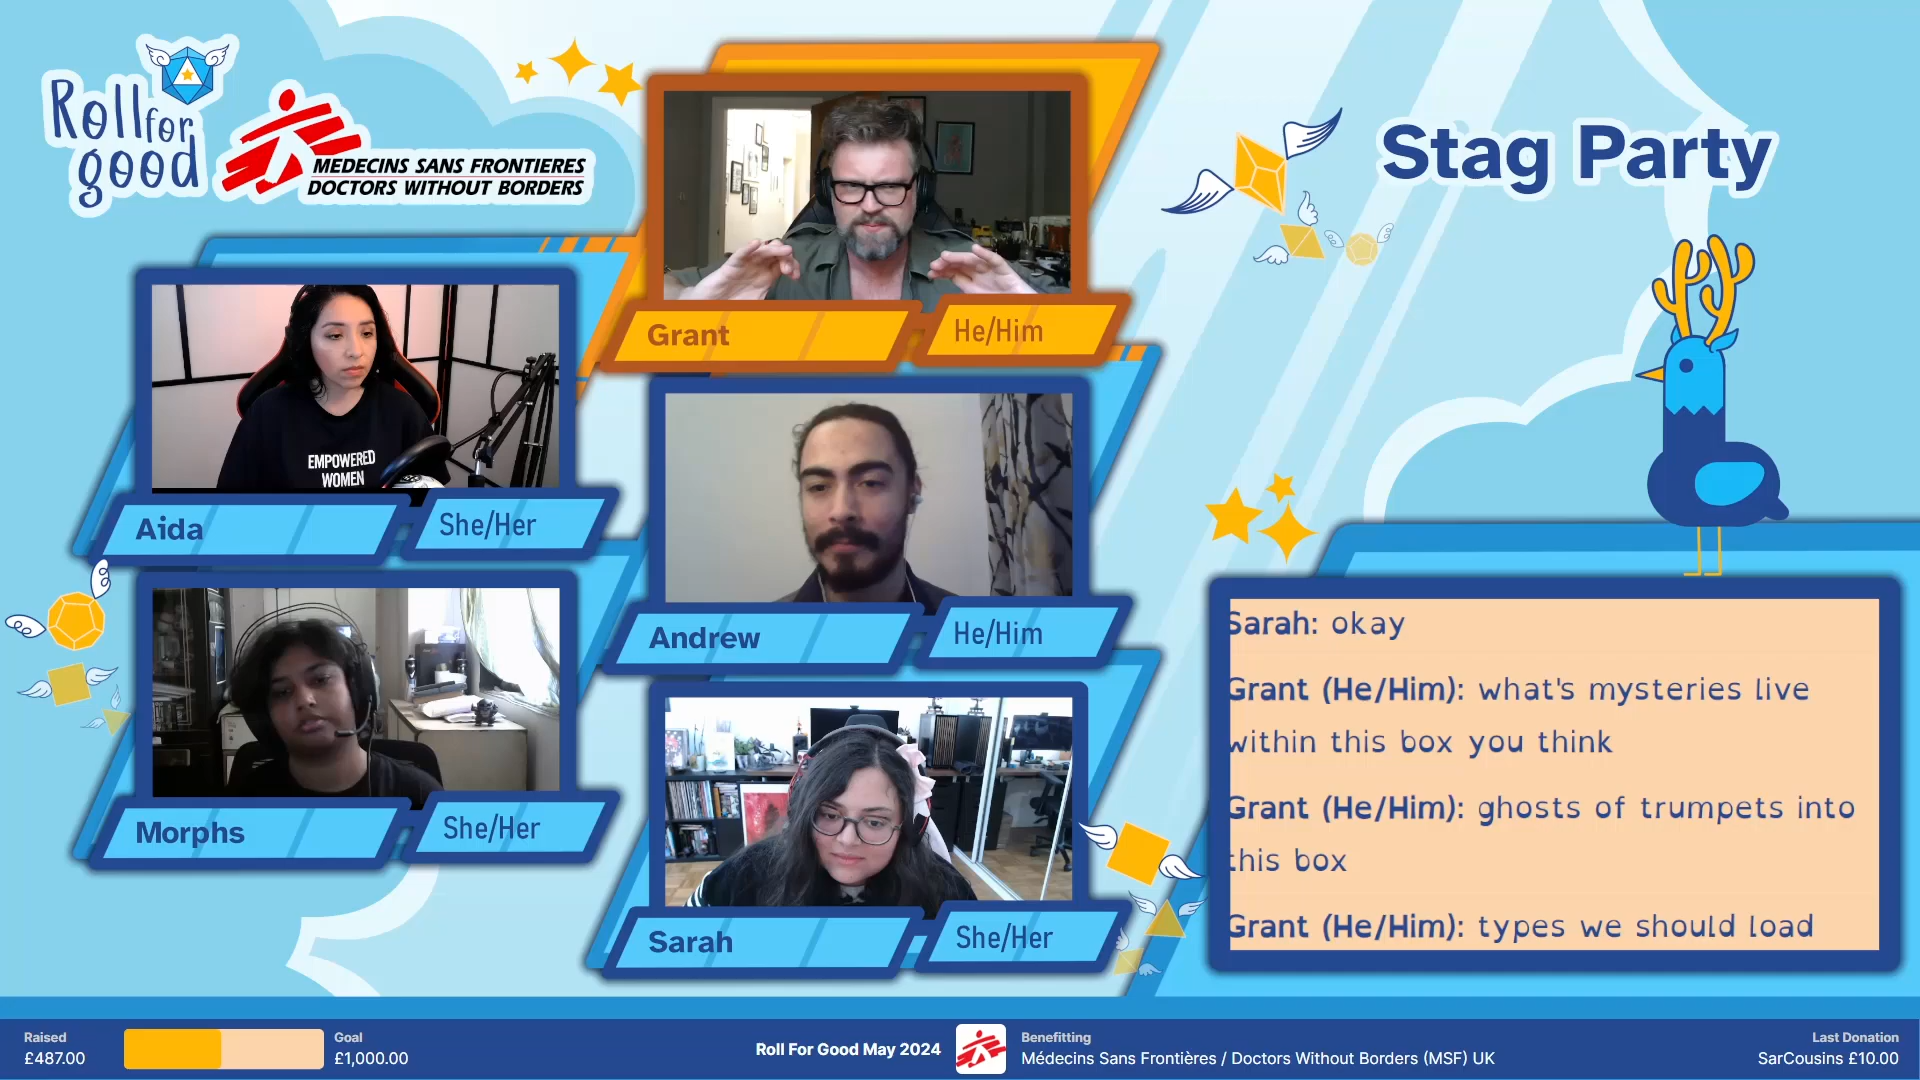 Roll for good
MEDECINS SANS FRONTIERES
DOCTORS WITHOUT BORDERS
Stag Party
Grant
He/Him
EMPOWERED
WOMEN
Aida
She/Her
Andrew
He/Him
Morphs
She/Her
Sarah
She/Her
Sarah: okay
Grant (He/Him): what's mysteries live
within this box you think
Grant (He/Him): ghosts of trumpets into
this box
Grant (He/Him): types we should load
Raised
£487.00
Goal
£1,000.00
Roll For Good May 2024
Benefitting
Médecins Sans Frontières / Doctors Without Borders (MSF) UK
Last Donation
SarCousins £10.00